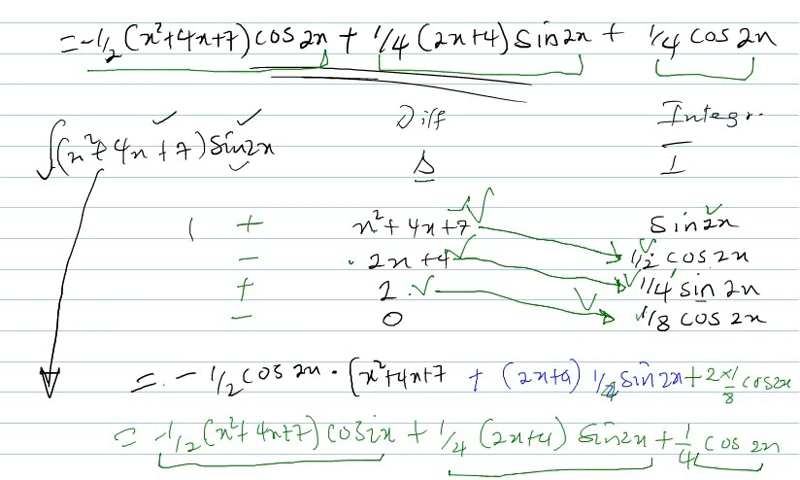 = -1/2 (x²+4x+7) cos 2x + 1/4 (2x+4) Sin 2x + 1/4 cos 2x
Diff Integr.
∫(x²+4x+7) Sin2x
D I
1 + x²+4x+7 Sin 2x
- 2x+4 1/2 cos 2x
+ 2 1/4 sin 2x
- 0 1/8 cos 2x
= - 1/2 cos 2x · (x²+4x+7 + (2x+4) 1/4 sin 2x + 2×1/8 cos2x
= -1/2 (x²+4x+7) cos 2x + 1/4 (2x+4) Sin 2x + 1/4 cos 2x